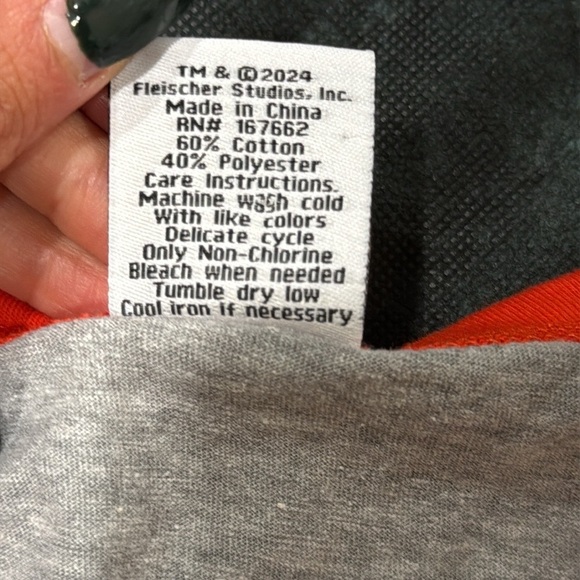 TM & ©2024
Fleischer Studios, Inc.
Made in China
RN# 167662
60% Cotton
40% Polyester
Care Instructions.
Machine wash cold
With like colors
Delicate cycle
Only Non-Chlorine
Bleach when needed
Tumble dry low
Cool iron if necessary